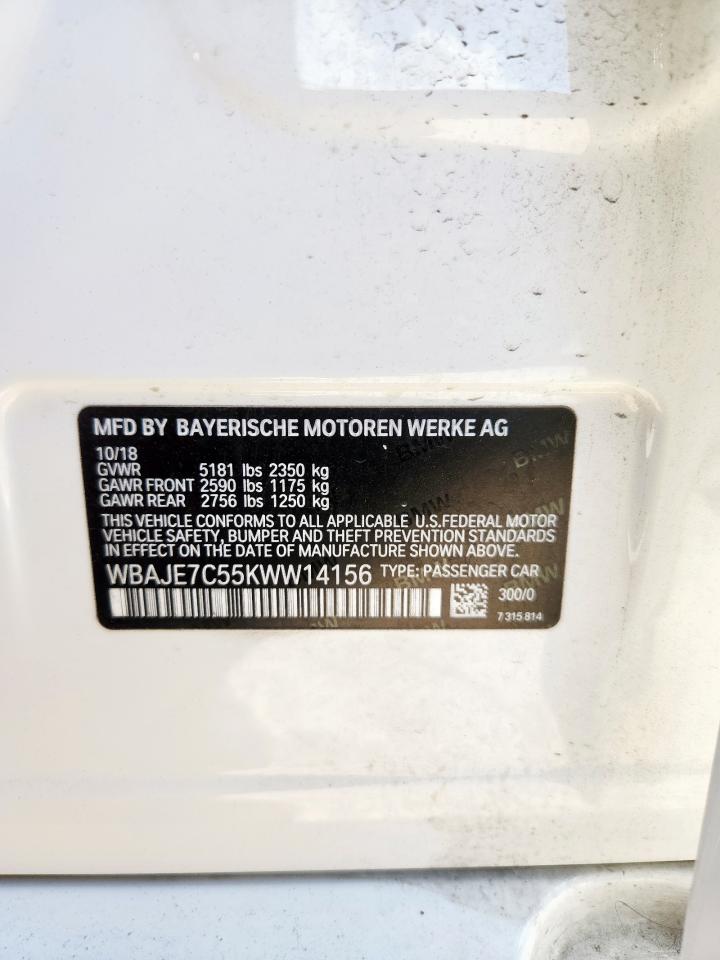 MFD BY BAYERISCHE MOTOREN WERKE AG
10/18
GVWR 5181 lbs 2350 kg
GAWR FRONT 2590 lbs 1175 kg
GAWR REAR 2756 lbs 1250 kg
THIS VEHICLE CONFORMS TO ALL APPLICABLE U.S.FEDERAL MOTOR
VEHICLE SAFETY, BUMPER AND THEFT PREVENTION STANDARDS
IN EFFECT ON THE DATE OF MANUFACTURE SHOWN ABOVE.
WBAJE7C55KWW14156 TYPE: PASSENGER CAR
300/0
7 315 814
BMW
BMW
BMW